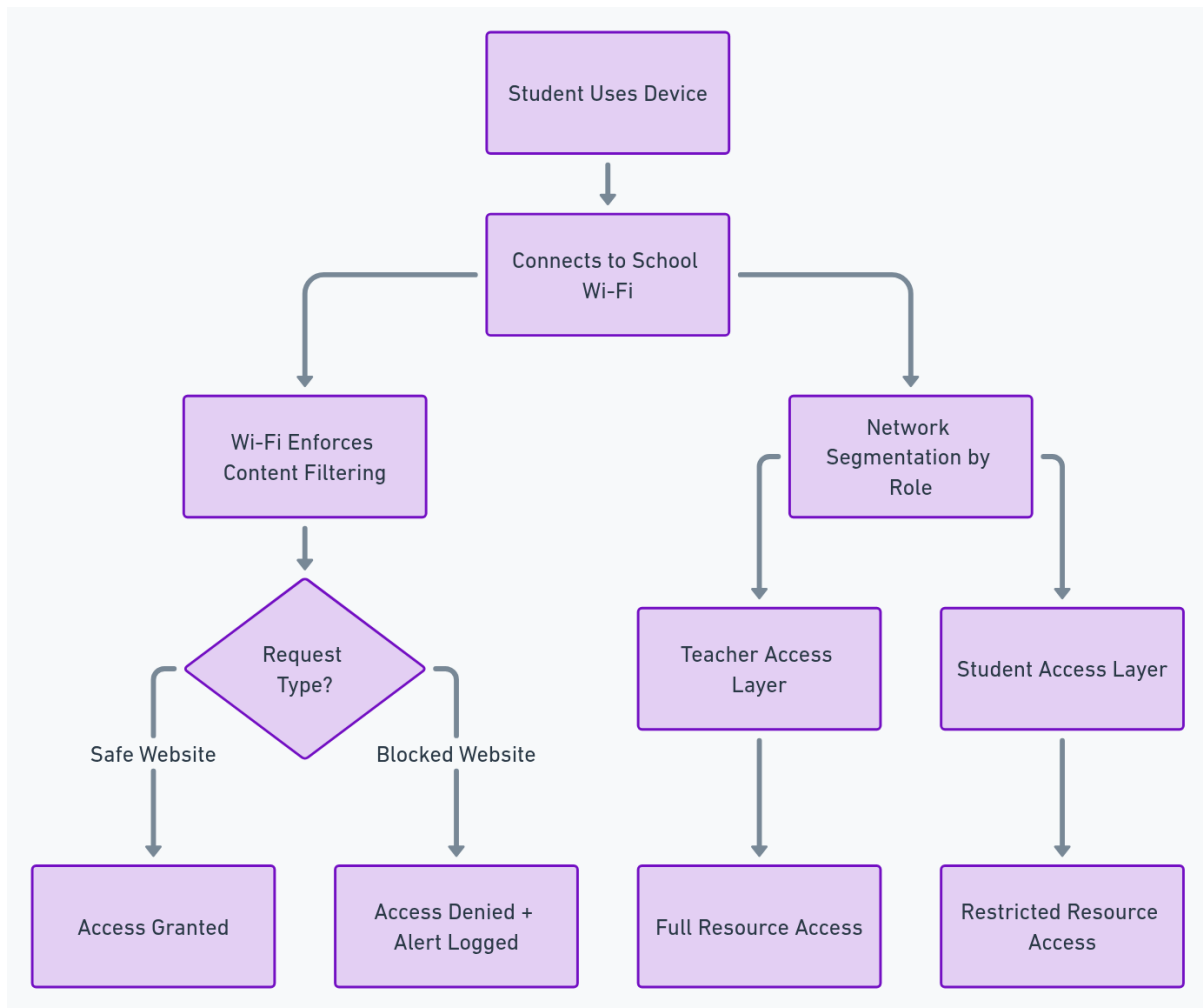 Student Uses Device
Connects to School
Wi-Fi
Wi-Fi Enforces
Content Filtering
Network
Segmentation by
Role
Request
Type?
Teacher Access
Layer
Student Access Layer
Safe Website
Blocked Website
Access Granted
Access Denied +
Alert Logged
Full Resource Access
Restricted Resource
Access